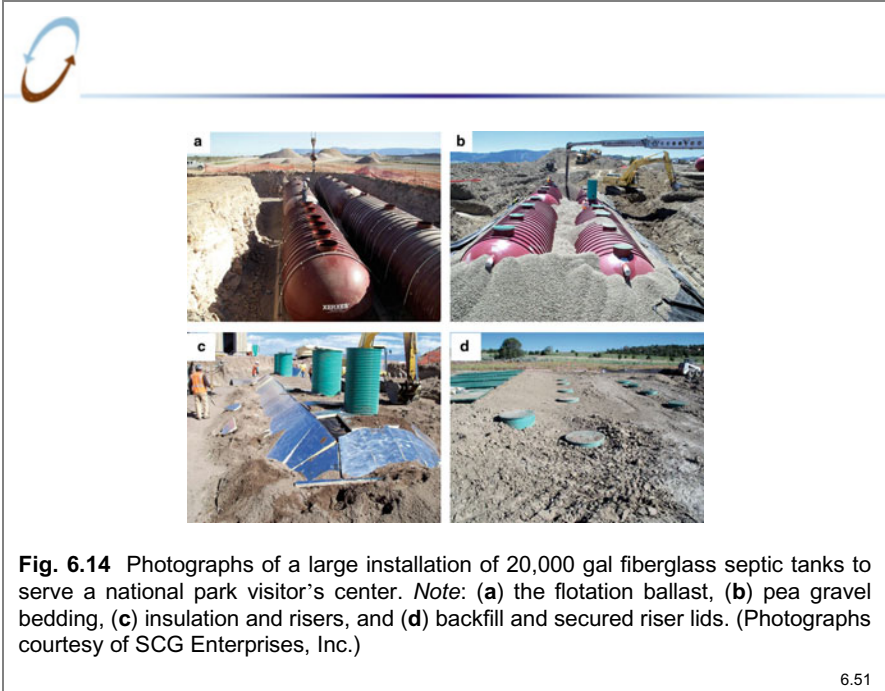 a
b
XERXES
c
d
Fig. 6.14 Photographs of a large installation of 20,000 gal fiberglass septic tanks to
serve a national park visitor's center. Note: (a) the flotation ballast, (b) pea gravel
bedding, (c) insulation and risers, and (d) backfill and secured riser lids. (Photographs
courtesy of SCG Enterprises, Inc.)
6.51